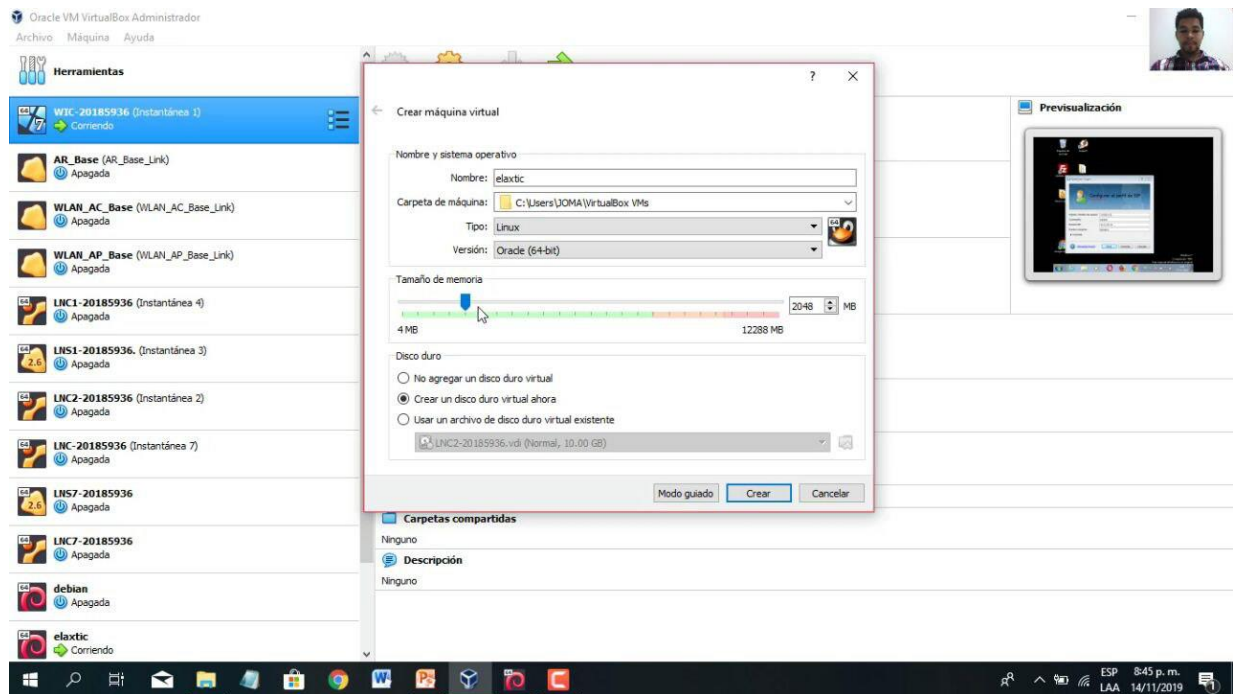 Oracle VM VirtualBox Administrador
Archivo Máquina Ayuda
Herramientas
WIC-20185936 (Instantánea 1)
Corriendo
AR_Base (AR_Base_Link)
Apagada
WLAN_AC_Base (WLAN_AC_Base_Link)
Apagada
WLAN_AP_Base (WLAN_AP_Base_Link)
Apagada
LNC1-20185936 (Instantánea 4)
Apagada
LNS1-20185936. (Instantánea 3)
Apagada
LNC2-20185936 (Instantánea 2)
Apagada
LNC-20185936 (Instantánea 7)
Apagada
LNS7-20185936
Apagada
LNC7-20185936
Apagada
debian
Apagada
elaxtic
Corriendo
Crear máquina virtual
Nombre y sistema operativo
Nombre: elaxtic
Carpeta de máquina: C:\Users\JOMA\VirtualBox VMs
Tipo: Linux
Versión: Oracle (64-bit)
Tamaño de memoria
2048 MB
4 MB 12288 MB
Disco duro
No agregar un disco duro virtual
Crear un disco duro virtual ahora
Usar un archivo de disco duro virtual existente
LNC2-20185936.vdi (Normal, 10.00 GB)
Modo guiado Crear Cancelar
Previsualización
Carpetas compartidas
Ninguno
Descripción
Ninguno
ESP 8:45 p. m.
LAA 14/11/2019